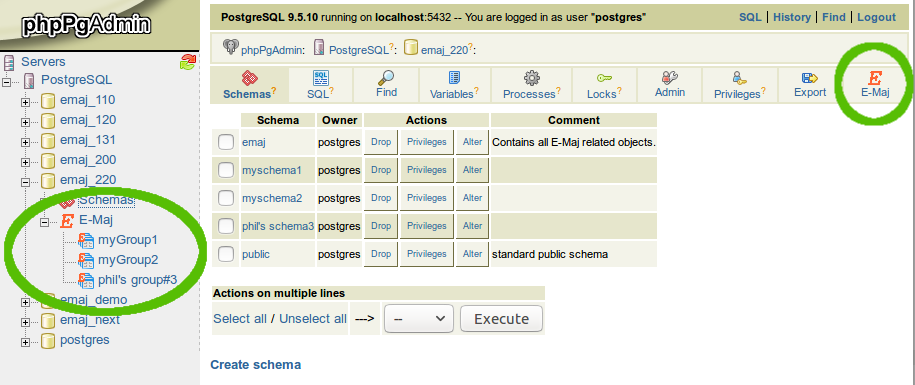 phpPgAdmin
Servers
PostgreSQL
emaj_110
emaj_120
emaj_131
emaj_200
emaj_220
Schemas
E-Maj
myGroup1
myGroup2
phil's group#3
emaj_demo
emaj_next
postgres
PostgreSQL 9.5.10 running on localhost:5432 -- You are logged in as user "postgres"
SQL | History | Find | Logout
phpPgAdmin: PostgreSQL?: emaj_220?:
Schemas? SQL? Find Variables? Processes? Locks? Admin Privileges? Export E-Maj
Schema Owner Actions Comment
emaj postgres Drop Privileges Alter Contains all E-Maj related objects.
myschema1 postgres Drop Privileges Alter
myschema2 postgres Drop Privileges Alter
phil's schema3 postgres Drop Privileges Alter
public postgres Drop Privileges Alter standard public schema
Actions on multiple lines
Select all / Unselect all ---> -- Execute
Create schema